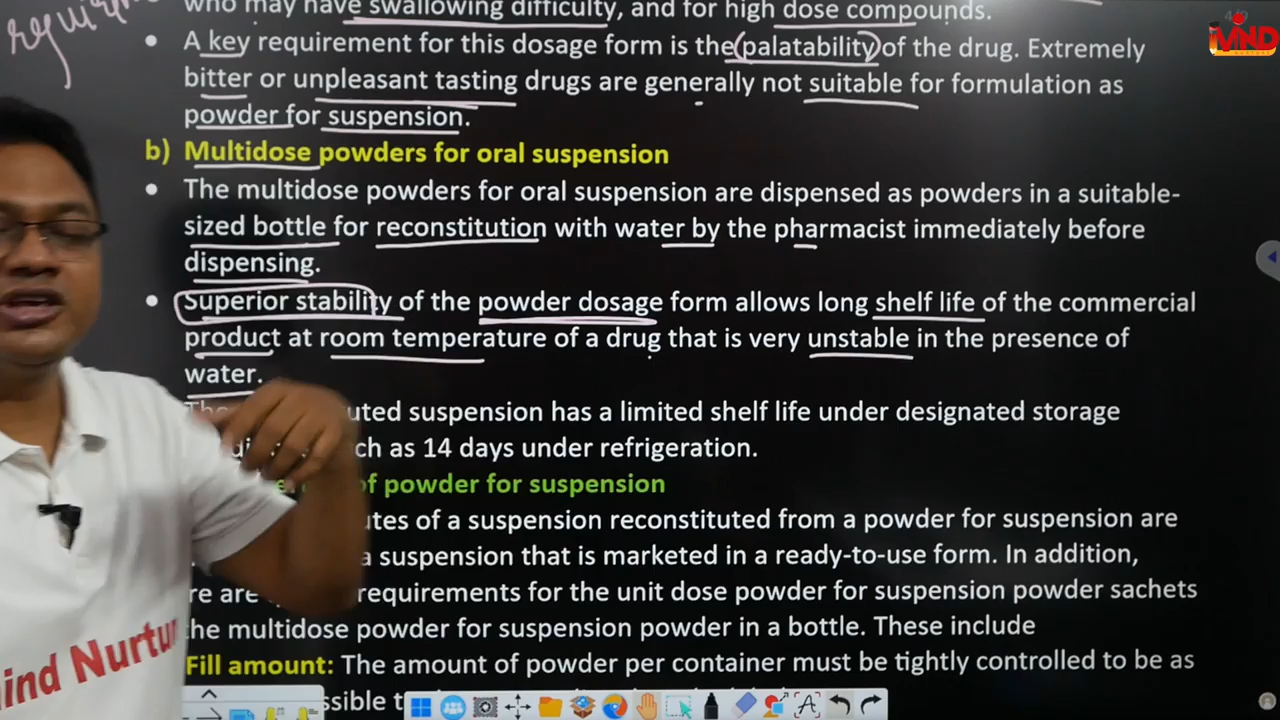 requirem
who may have swallowing difficulty, and for high dose compounds.
• A key requirement for this dosage form is the (palatability) of the drug. Extremely
bitter or unpleasant tasting drugs are generally not suitable for formulation as
powder for suspension.
b) Multidose powders for oral suspension
• The multidose powders for oral suspension are dispensed as powders in a suitable-
sized bottle for reconstitution with water by the pharmacist immediately before
dispensing.
• Superior stability of the powder dosage form allows long shelf life of the commercial
product at room temperature of a drug that is very unstable in the presence of
water.
uted suspension has a limited shelf life under designated storage
ch as 14 days under refrigeration.
of powder for suspension
utes of a suspension reconstituted from a powder for suspension are
a suspension that is marketed in a ready-to-use form. In addition,
re are requirements for the unit dose powder for suspension powder sachets
the multidose powder for suspension powder in a bottle. These include
Fill amount: The amount of powder per container must be tightly controlled to be as
ssible t
MND
ind Nurtur